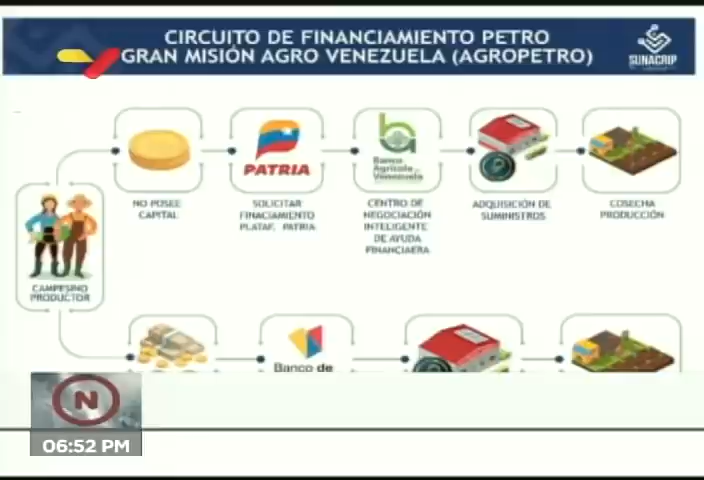 CIRCUITO DE FINANCIAMIENTO PETRO
GRAN MISIÓN AGRO VENEZUELA (AGROPETRO)
SUNACRIP
PATRIA
Banco
Agrícola de
Venezuela
NO POSEE
CAPITAL
SOLICITAR
FINACIAMIENTO
PLATAF. PATRIA
CENTRO DE
NEGOCIACIÓN
INTELIGENTE
DE AYUDA
FINANCIAERA
ADQUISICIÓN DE
SUMINISTROS
COSECHA
PRODUCCIÓN
CAMPESINO
PRODUCTOR
Banco de
N
06:52 PM